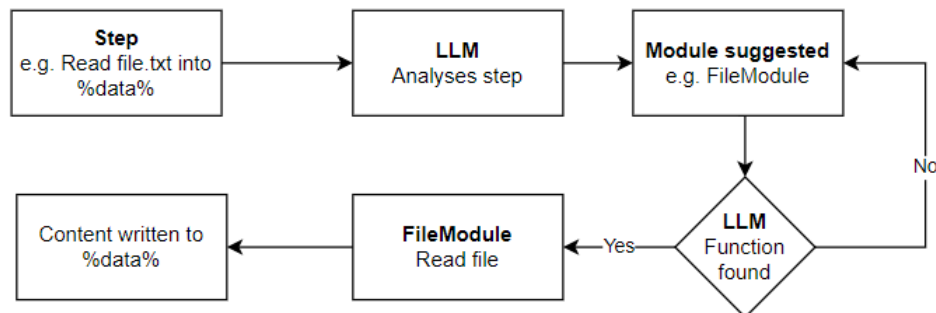 Step
e.g. Read file.txt into
%data%
LLM
Analyses step
Module suggested
e.g. FileModule
No
LLM
Function
found
Yes
FileModule
Read file
Content written to
%data%